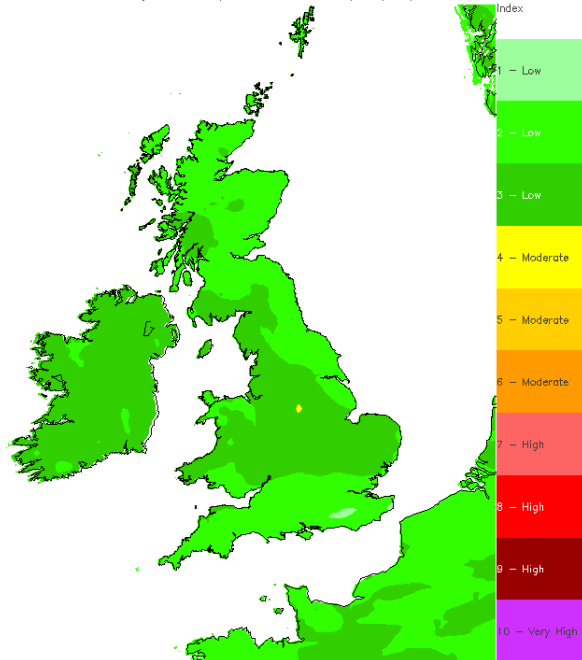 Index
1 - Low
2 - Low
3 - Low
4 - Moderate
5 - Moderate
6 - Moderate
7 - High
8 - High
9 - High
10 - Very High